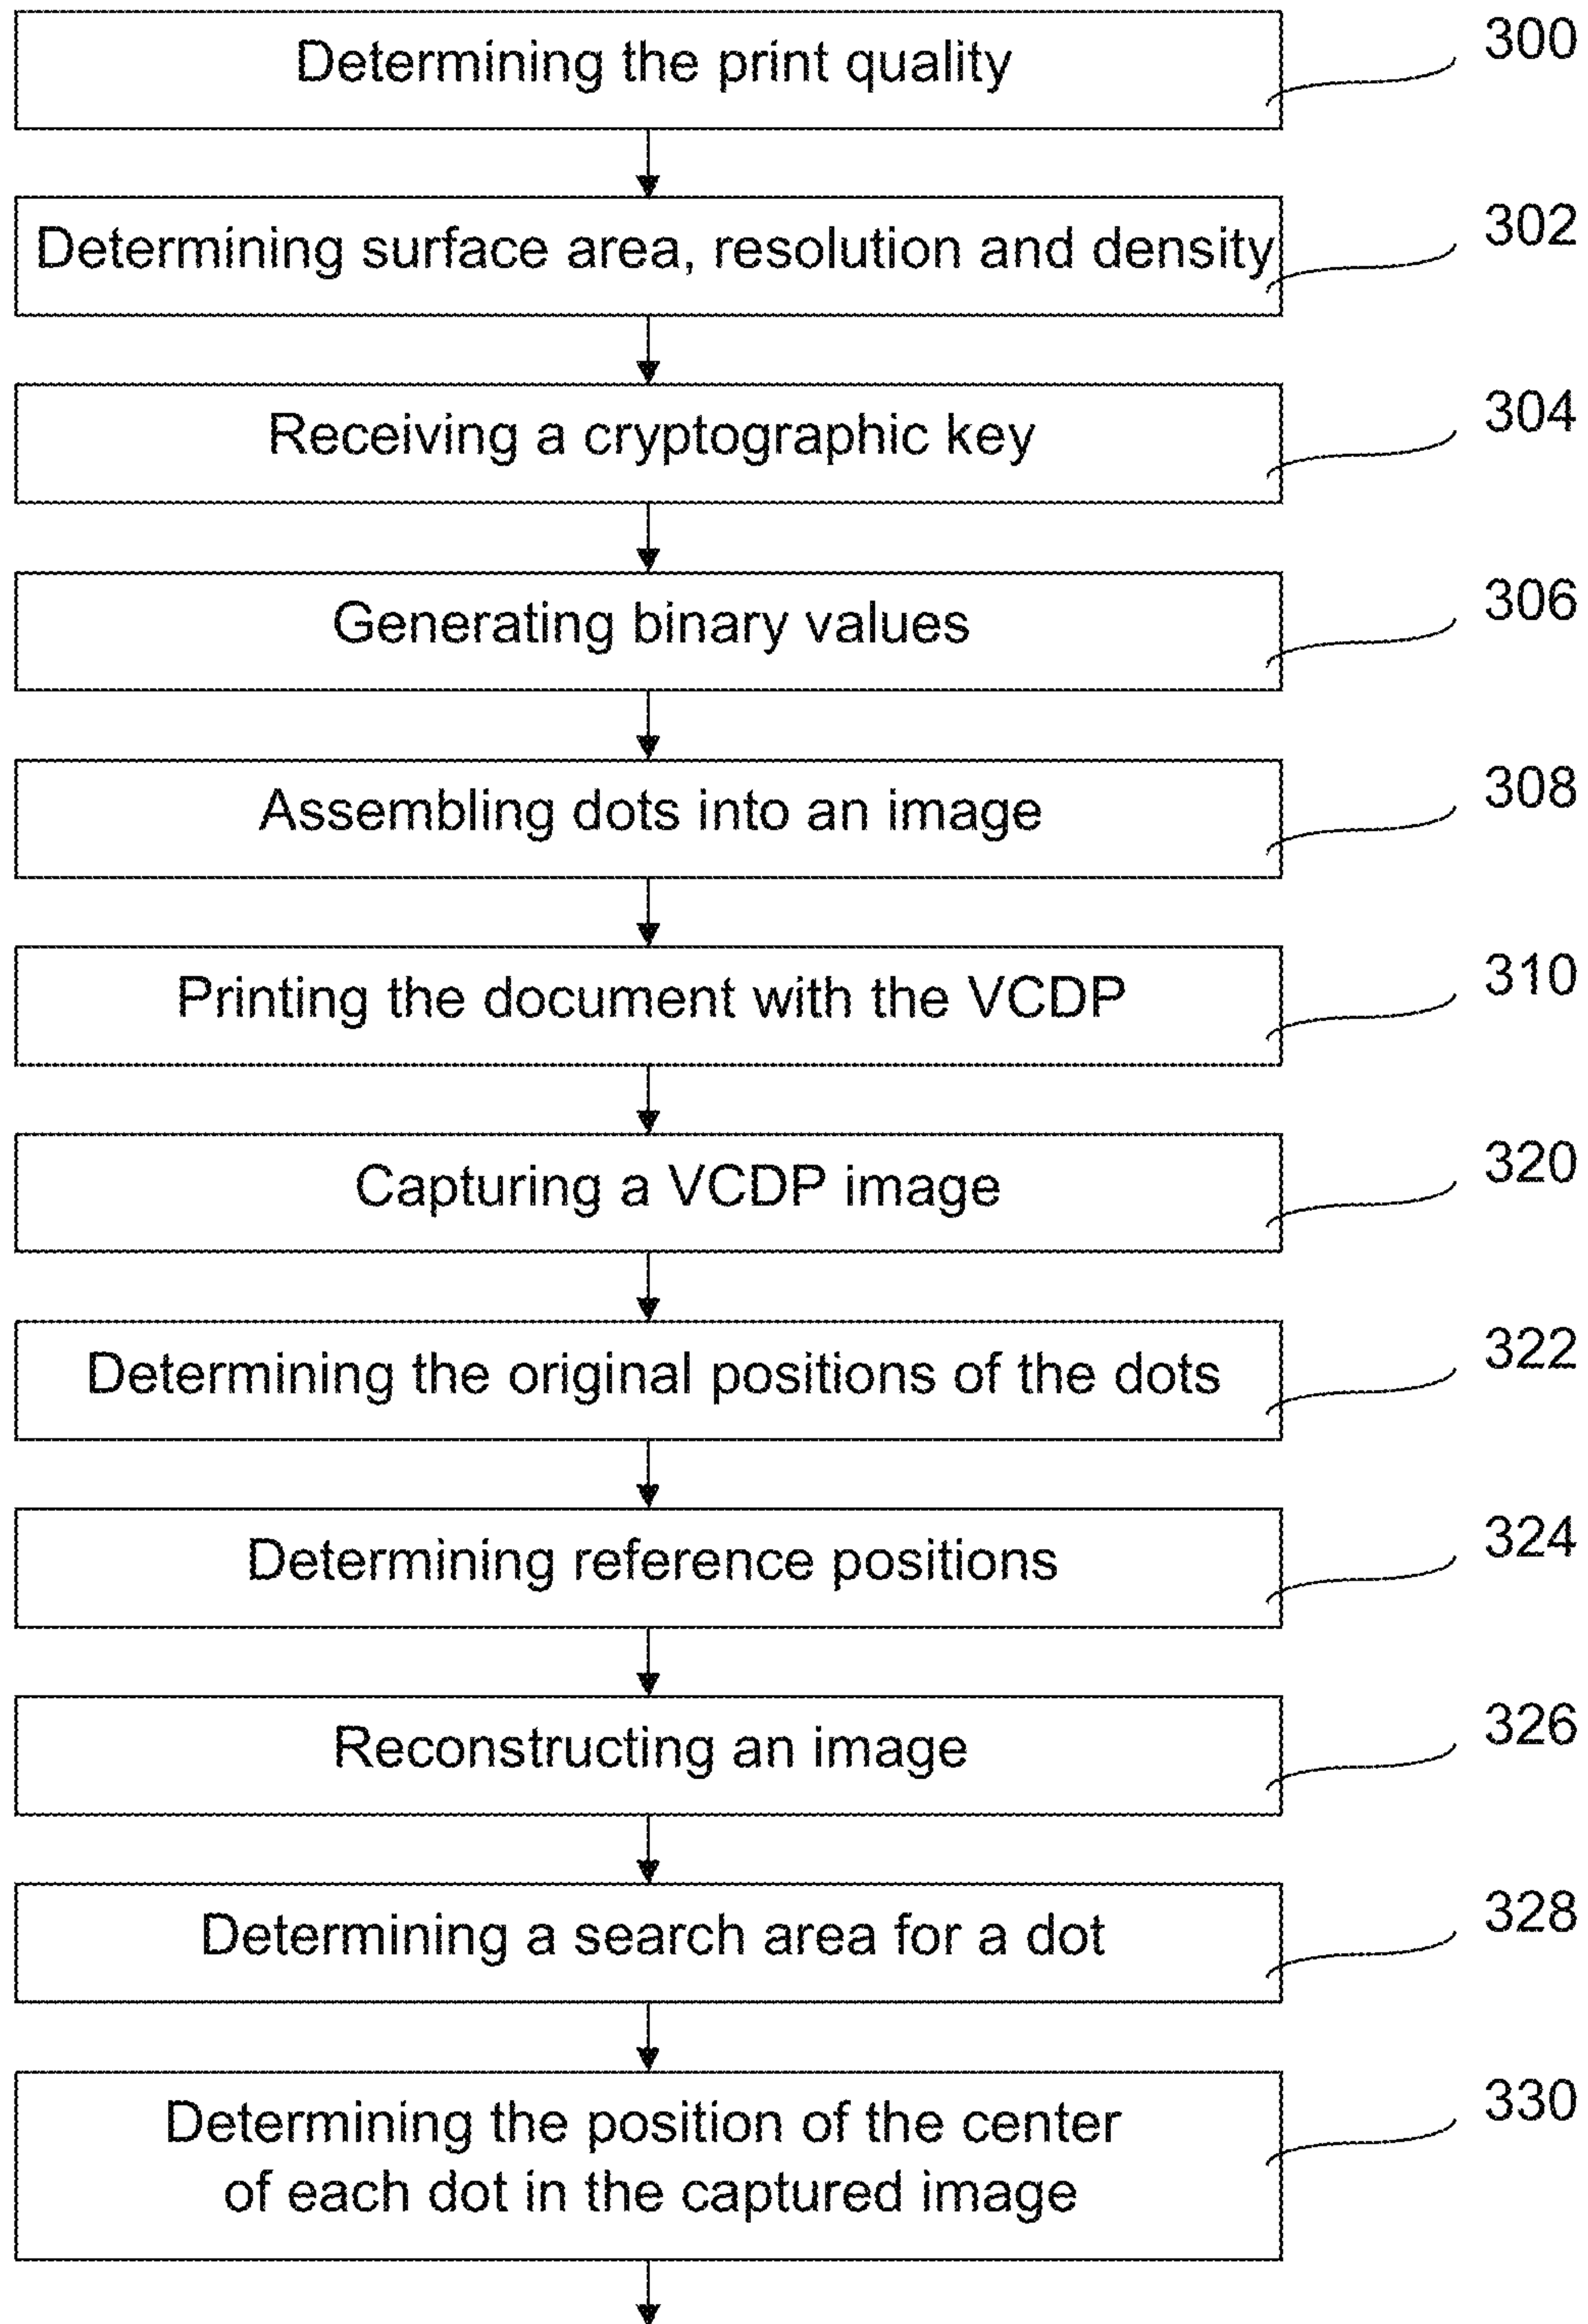 Determining the print quality
300
Determining surface area, resolution and density
302
Receiving a cryptographic key
304
Generating binary values
306
Assembling dots into an image
308
Printing the document with the VCDP
310
Capturing a VCDP image
320
Determining the original positions of the dots
322
Determining reference positions
324
Reconstructing an image
326
Determining a search area for a dot
328
Determining the position of the center
of each dot in the captured image
330